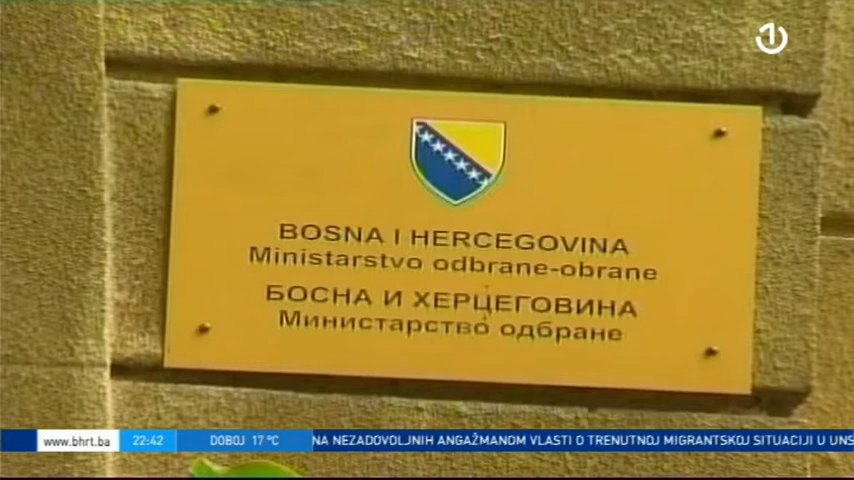 BOSNA I HERCEGOVINA
Ministarstvo odbrane-obrane
БОСНА И ХЕРЦЕГОВИНА
Министарство одбране
www.bhrt.ba 22:42 DOBOJ 17 °C NA NEZADOVOLJNIH ANGAŽMANOM VLASTI O TRENUTNOJ MIGRANTSKOJ SITUACIJI U UNS